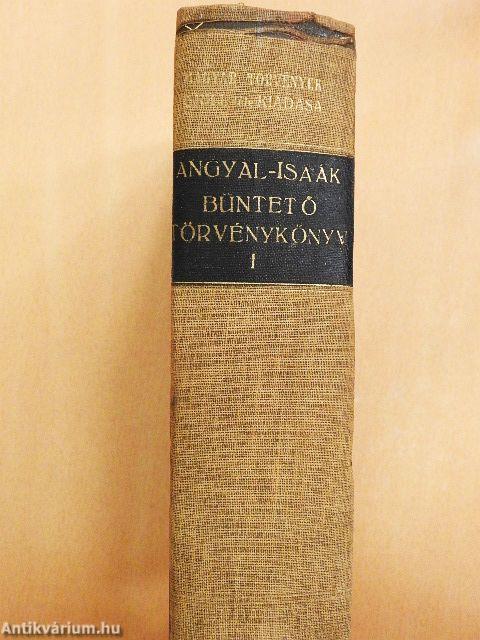 MAGYAR TÖRVÉNYEK
KIADÁSA
ANGYAL-ISAÁK
BÜNTETŐ
TÖRVÉNYKÖNYV
I
Antikvárium.hu